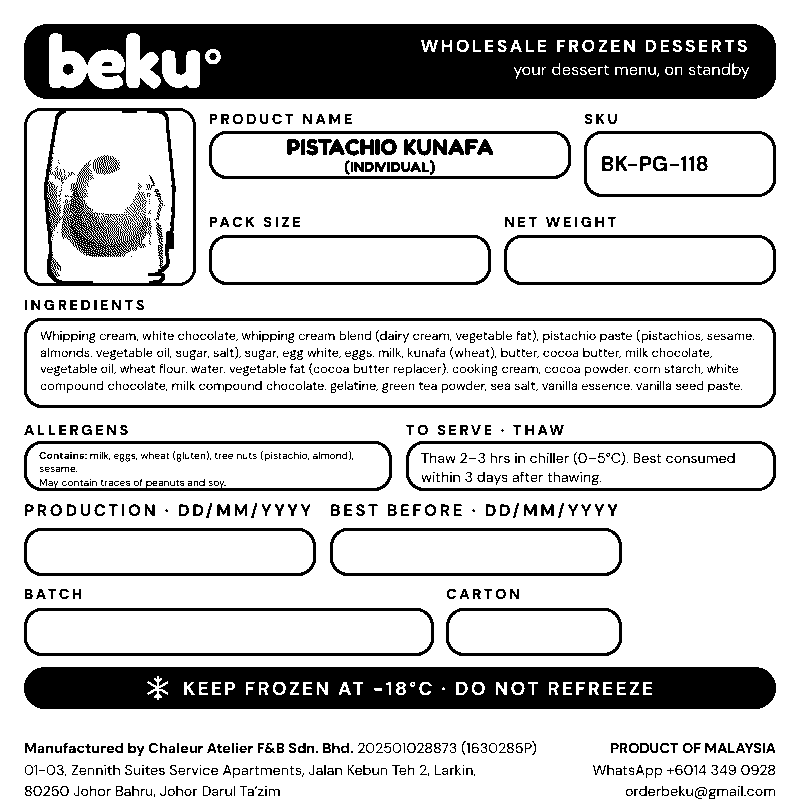 beku°
WHOLESALE FROZEN DESSERTS
your dessert menu, on standby
PRODUCT NAME
PISTACHIO KUNAFA
(INDIVIDUAL)
SKU
BK-PG-118
PACK SIZE
NET WEIGHT
INGREDIENTS
Whipping cream, white chocolate, whipping cream blend (dairy cream, vegetable fat), pistachio paste (pistachios, sesame,
almonds, vegetable oil, sugar, salt), sugar, egg white, eggs, milk, kunafa (wheat), butter, cocoa butter, milk chocolate,
vegetable oil, wheat flour, water, vegetable fat (cocoa butter replacer), cooking cream, cocoa powder, corn starch, white
compound chocolate, milk compound chocolate, gelatine, green tea powder, sea salt, vanilla essence, vanilla seed paste.
ALLERGENS
Contains: milk, eggs, wheat (gluten), tree nuts (pistachio, almond),
sesame.
May contain traces of peanuts and soy.
TO SERVE · THAW
Thaw 2–3 hrs in chiller (0–5°C). Best consumed
within 3 days after thawing.
PRODUCTION · DD/MM/YYYY
BEST BEFORE · DD/MM/YYYY
BATCH
CARTON
KEEP FROZEN AT -18°C · DO NOT REFREEZE
Manufactured by Chaleur Atelier F&B Sdn. Bhd. 202501028873 (1630285P)
01-03, Zennith Suites Service Apartments, Jalan Kebun Teh 2, Larkin,
80250 Johor Bahru, Johor Darul Ta'zim
PRODUCT OF MALAYSIA
WhatsApp +6014 349 0928
orderbeku@gmail.com